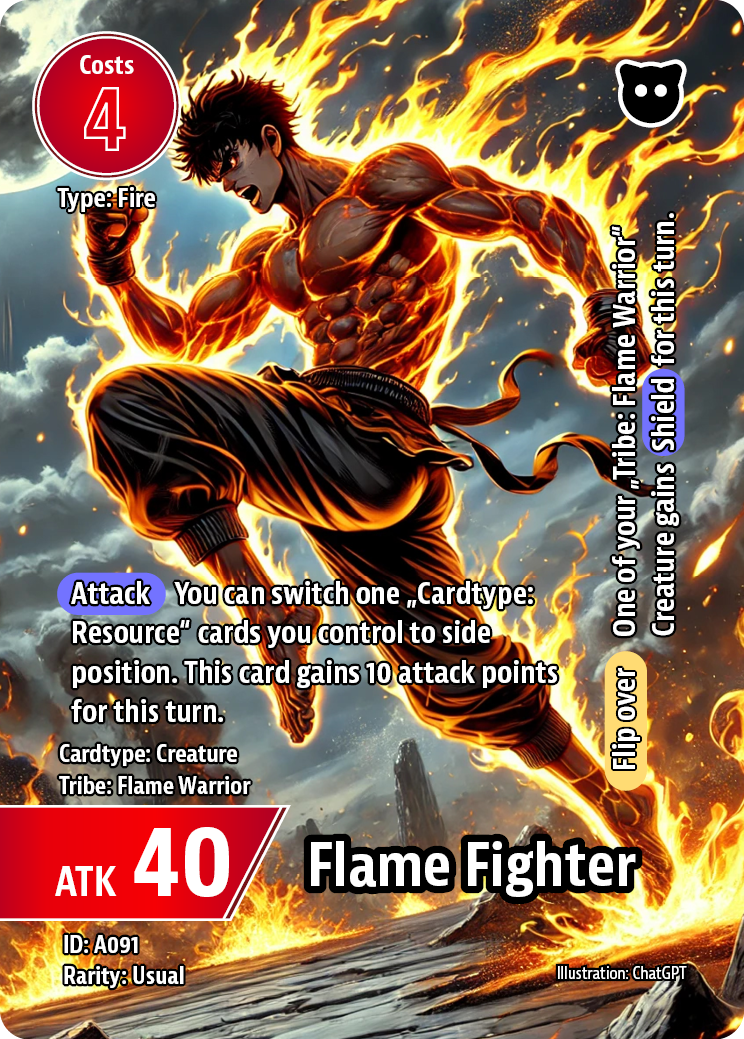 Costs
4
Type: Fire
One of your „Tribe: Flame Warrior“
Creature gains Shield for this turn.
Flip over
Attack You can switch one „Cardtype:
Resource“ cards you control to side
position. This card gains 10 attack points
for this turn.
Cardtype: Creature
Tribe: Flame Warrior
ATK 40
Flame Fighter
ID: A091
Rarity: Usual
Illustration: ChatGPT